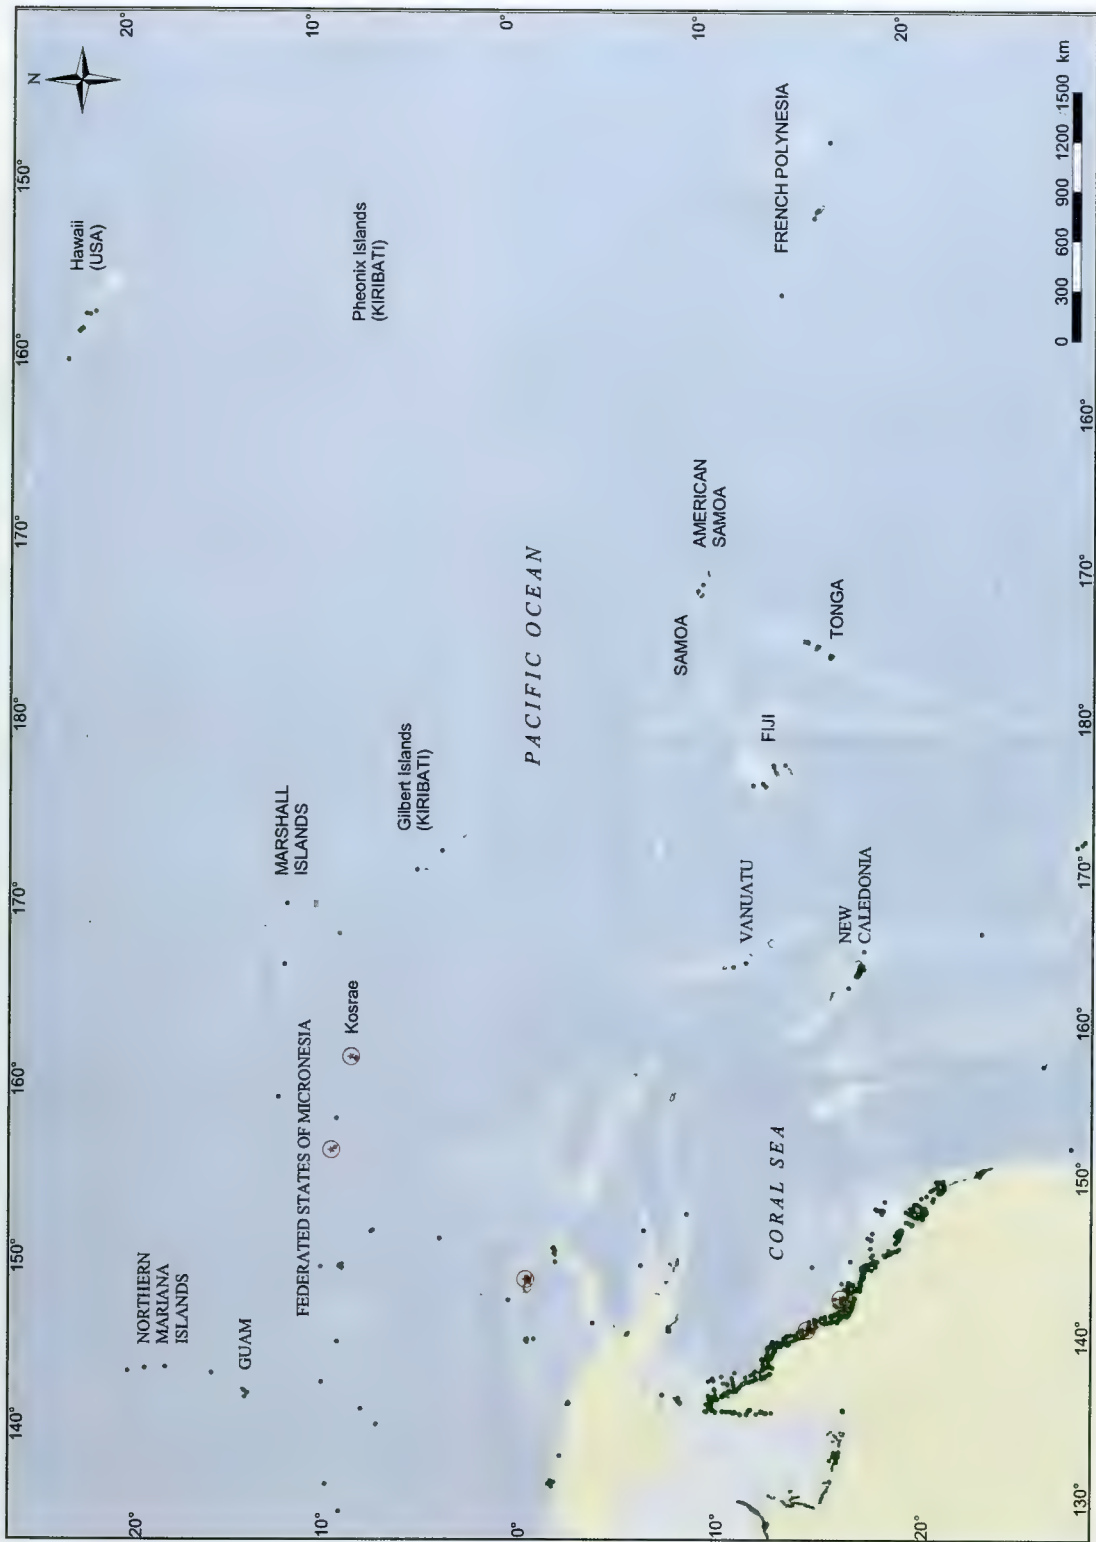 140° 150° 160° 170° 180° 170° 160° 150°
N
20° 20°
Hawaii
(USA)
NORTHERN
MARIANA
ISLANDS
GUAM
MARSHALL
ISLANDS
10° 10°
FEDERATED STATES OF MICRONESIA
Kosrae
Pheonix Islands
(KIRIBATI)
Gilbert Islands
(KIRIBATI)
0° 0°
PACIFIC OCEAN
SAMOA
AMERICAN
SAMOA
10° 10°
VANUATU
FIJI
CORAL SEA
FRENCH POLYNESIA
TONGA
NEW
CALEDONIA
20° 20°
0 300 600 900 1200 1500 km
130° 140° 150° 160° 170° 180° 170° 160°